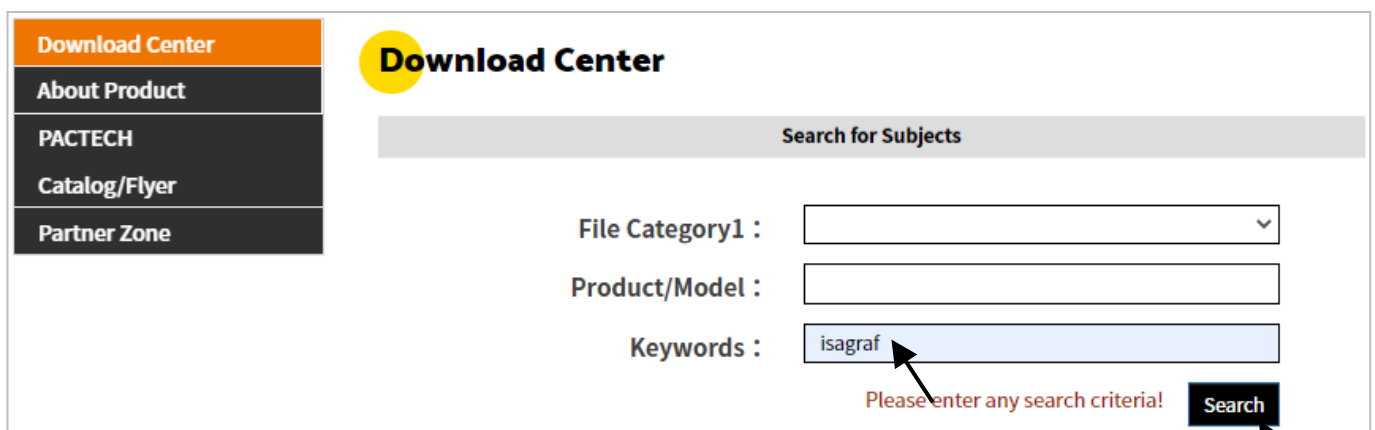 Download Center
About Product
PACTECH
Catalog/Flyer
Partner Zone
Download Center
Search for Subjects
File Category1：
Product/Model：
Keywords： isagraf
Please enter any search criteria! Search